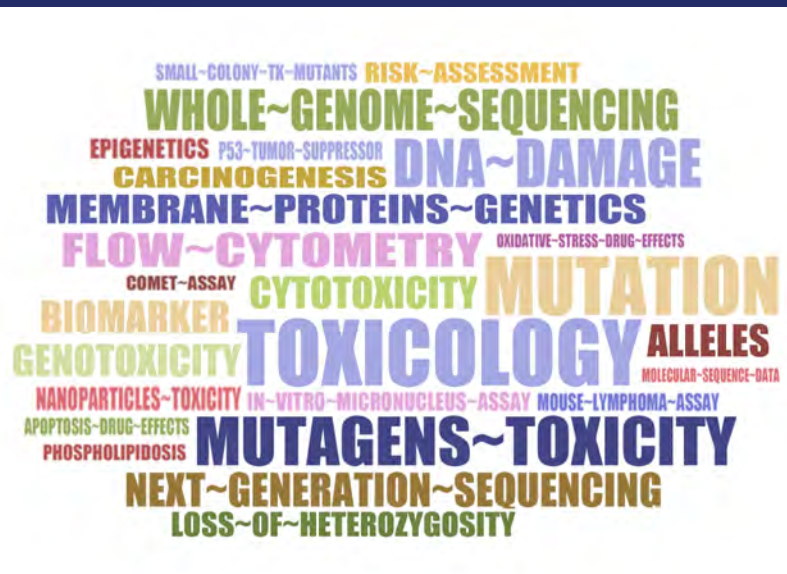 SMALL~COLONY~TK~MUTANTS RISK~ASSESSMENT
WHOLE~GENOME~SEQUENCING
EPIGENETICS P53~TUMOR~SUPPRESSOR DNA~DAMAGE
CARCINOGENESIS
MEMBRANE~PROTEINS~GENETICS
FLOW~CYTOMETRY OXIDATIVE~STRESS~DRUG~EFFECTS
COMET~ASSAY CYTOTOXICITY MUTATION
BIOMARKER TOXICOLOGY ALLELES
GENOTOXICITY MOLECULAR~SEQUENCE~DATA
NANOPARTICLES~TOXICITY IN~VITRO~MICRONUCLEUS~ASSAY MOUSE~LYMPHOMA~ASSAY
APOPTOSIS~DRUG~EFFECTS MUTAGENS~TOXICITY
PHOSPHOLIPIDOSIS
NEXT~GENERATION~SEQUENCING
LOSS~OF~HETEROZYGOSITY